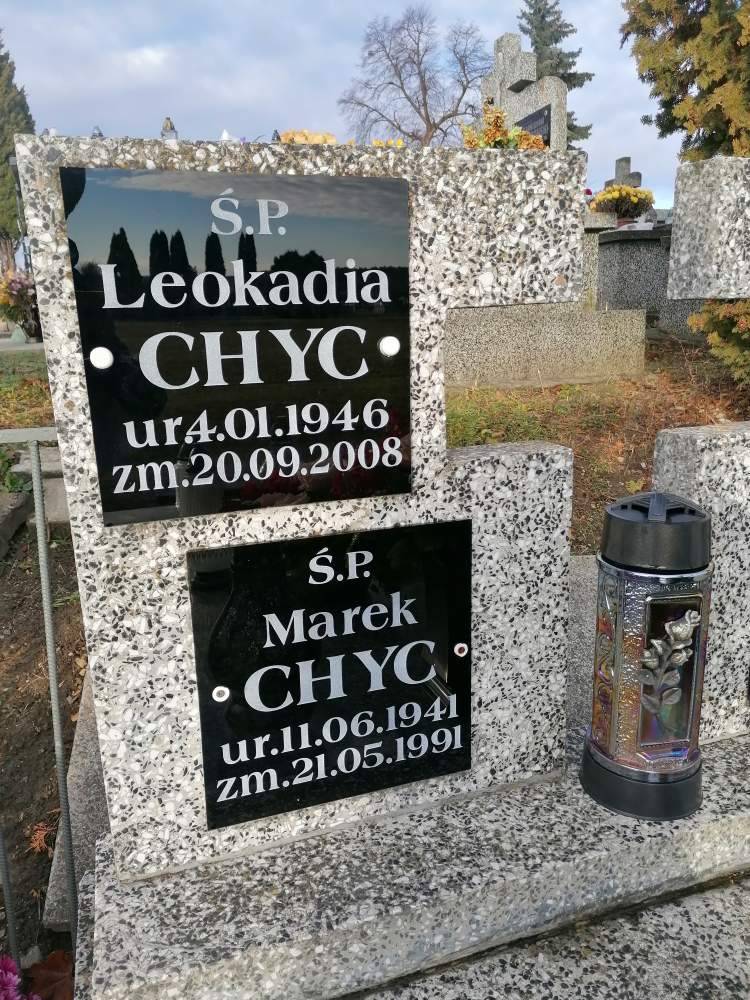 Ś.P.
Leokadia
CHYC
ur.4.01.1946
zm.20.09.2008
Ś.P.
Marek
CHYC
ur.11.06.1941
zm.21.05.1991